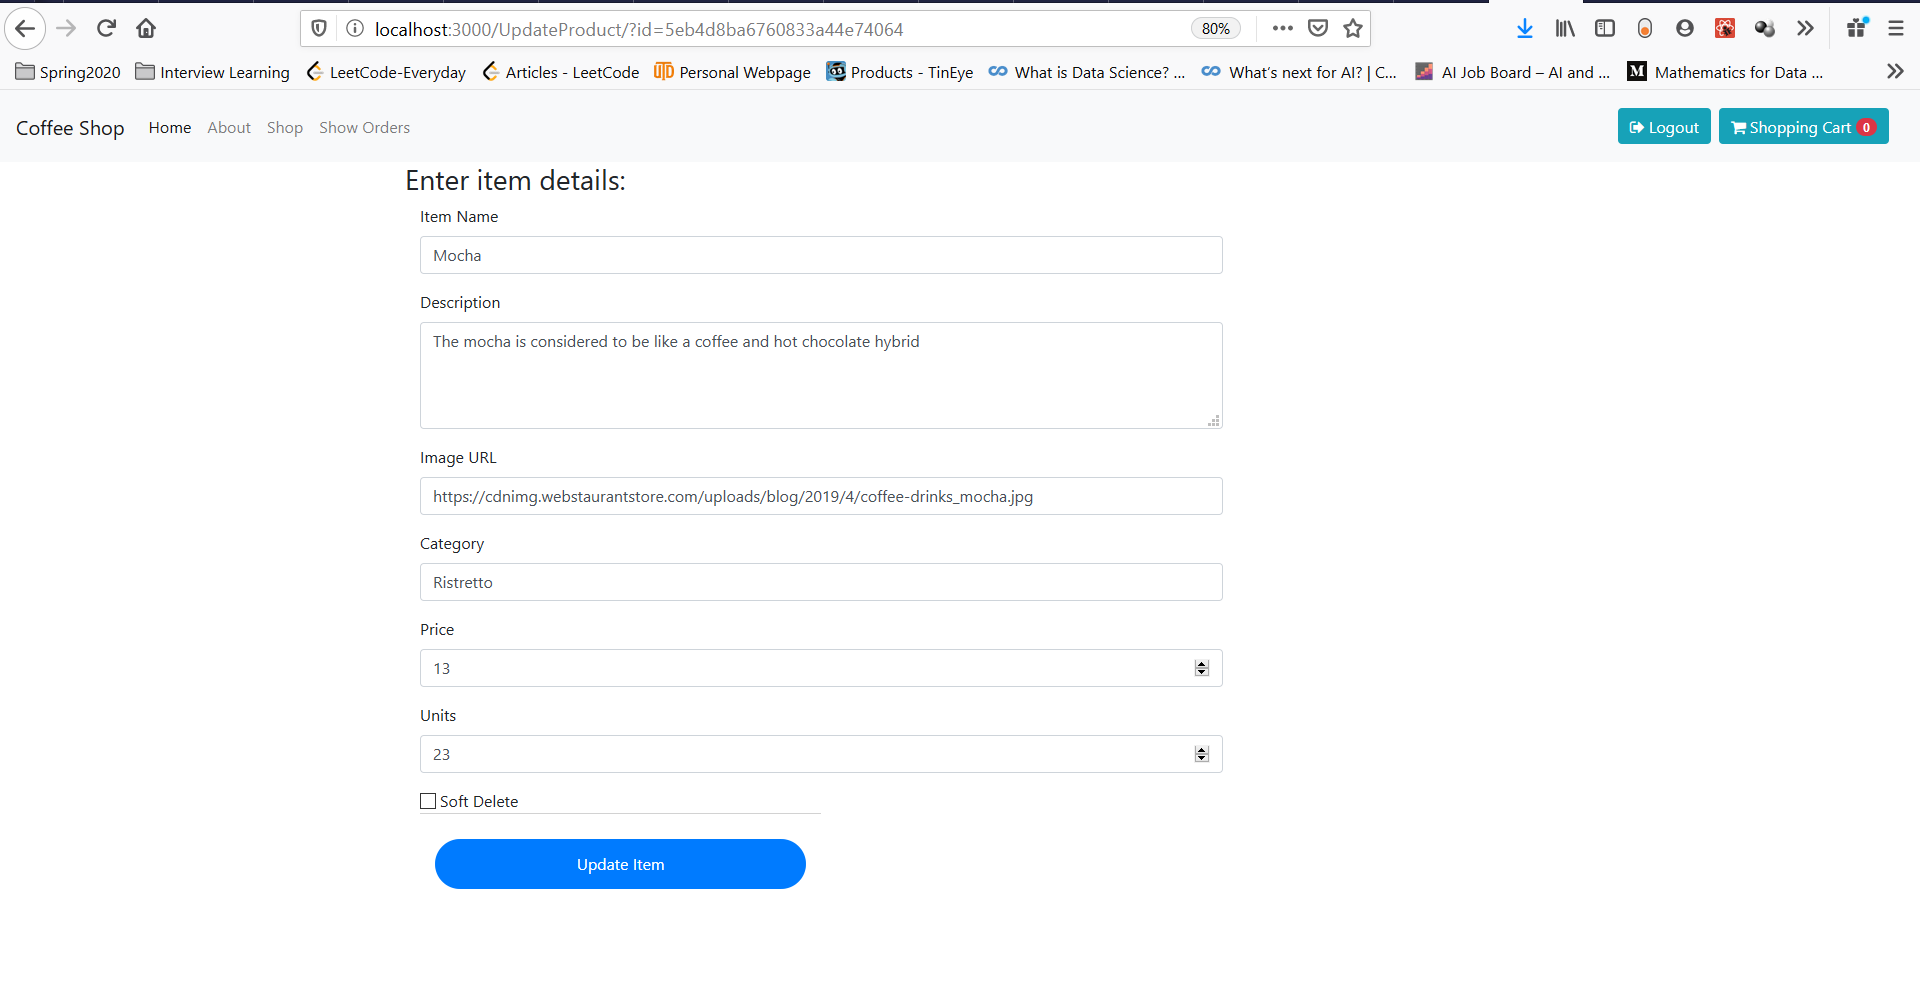 localhost:3000/UpdateProduct/?id=5eb4d8ba6760833a44e74064 80%
Spring2020 Interview Learning LeetCode-Everyday Articles - LeetCode UTD Personal Webpage Products - TinEye What is Data Science? ... What's next for AI? | C... AI Job Board – AI and ... M Mathematics for Data ...
Coffee Shop Home About Shop Show Orders Logout Shopping Cart 0
Enter item details:
Item Name
Mocha
Description
The mocha is considered to be like a coffee and hot chocolate hybrid
Image URL
https://cdnimg.webstaurantstore.com/uploads/blog/2019/4/coffee-drinks_mocha.jpg
Category
Ristretto
Price
13
Units
23
Soft Delete
Update Item